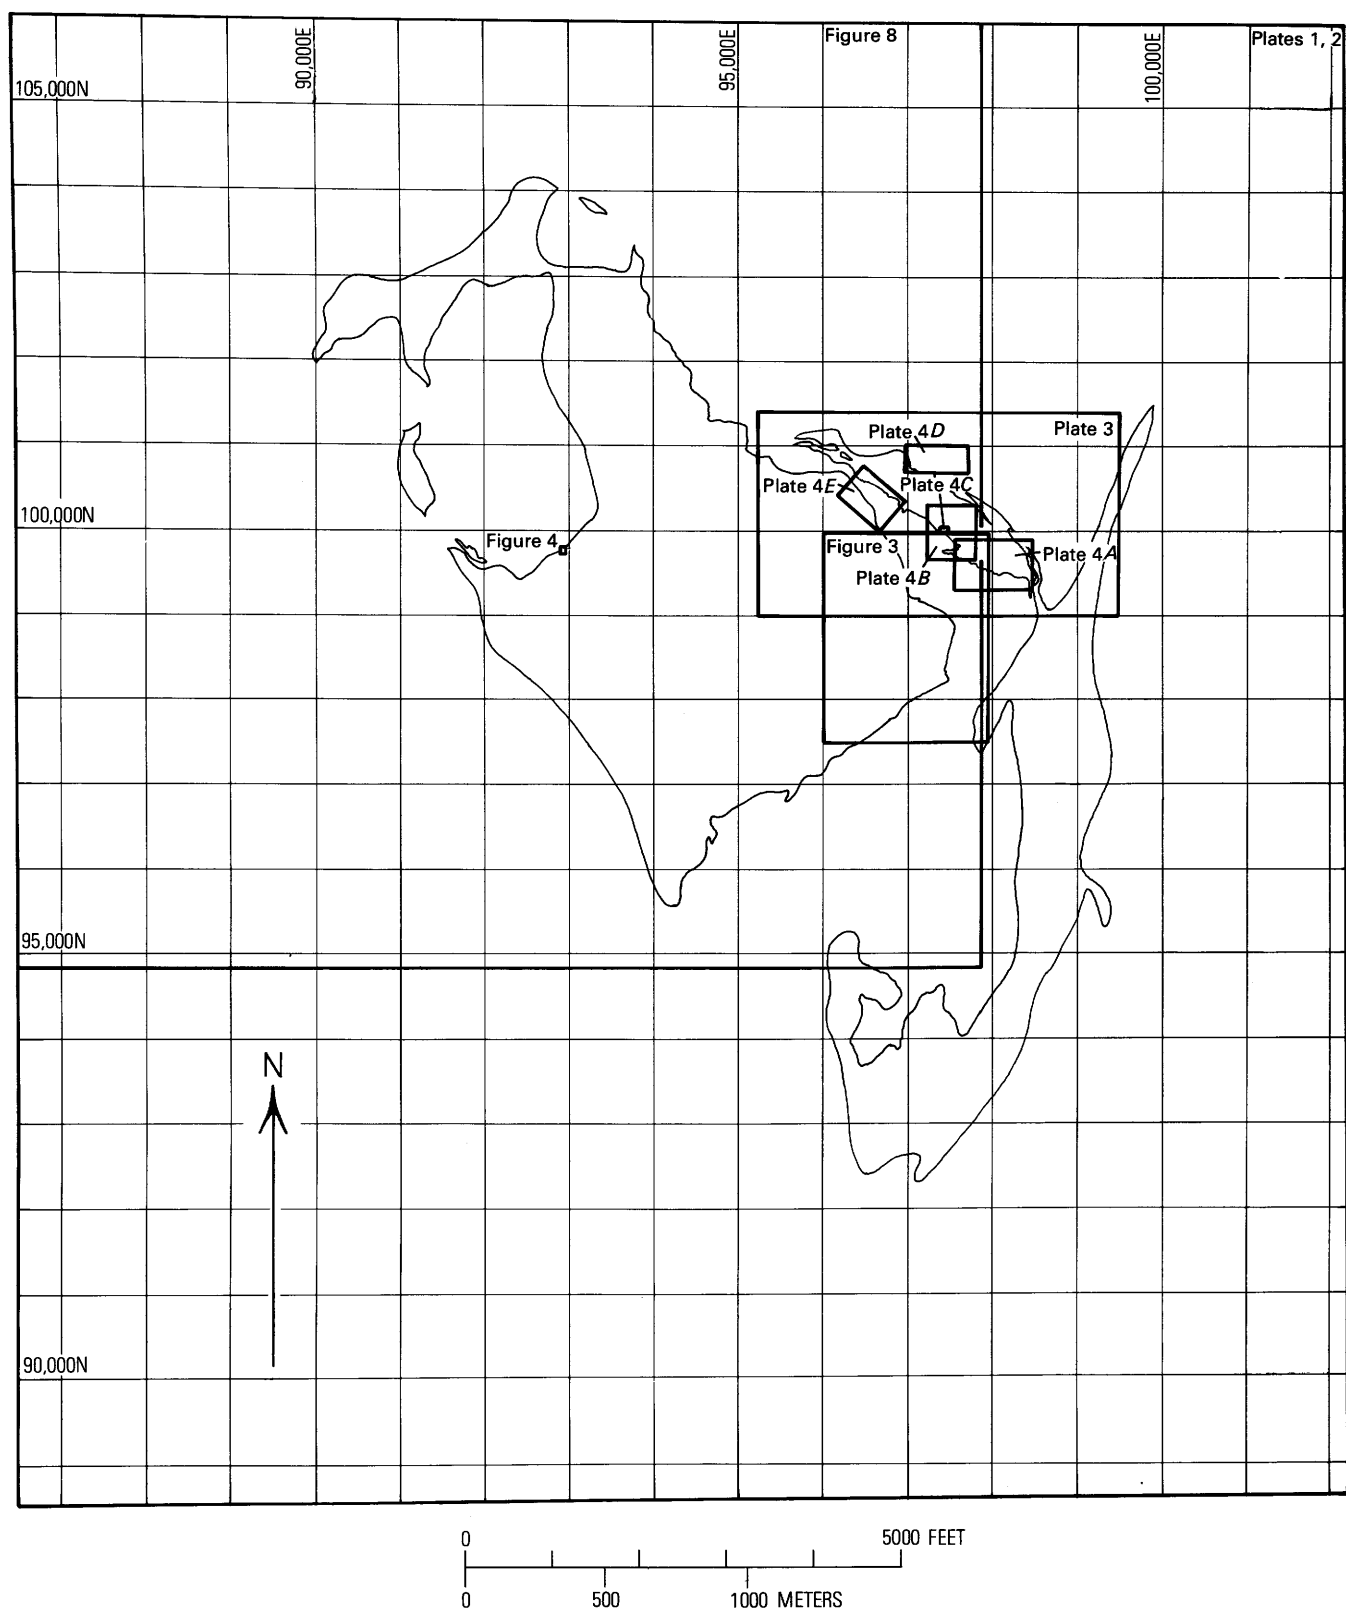 90,000E
95,000E
Figure 8
100,000E
Plates 1, 2
105,000N
Plate 4D
Plate 3
Plate 4E
Plate 4C
100,000N
Figure 4
Figure 3
Plate 4A
Plate 4B
95,000N
N
90,000N
0 5000 FEET
0 500 1000 METERS